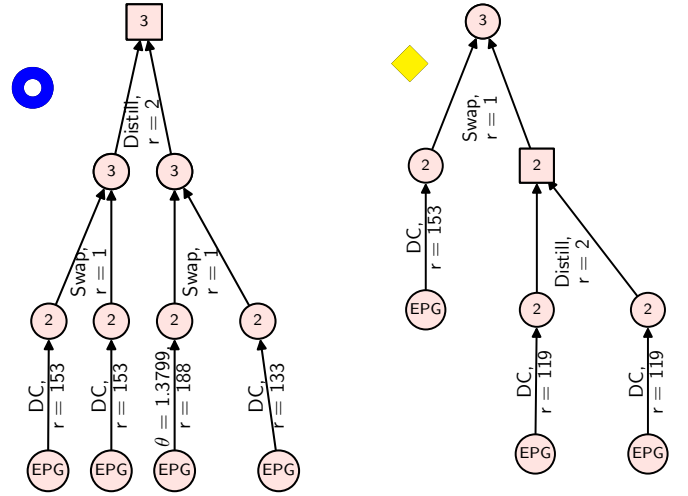 3
Distill,
r = 2
3
3
Swap,
r = 1
Swap,
r = 1
2
2
2
2
DC,
r = 153
DC,
r = 153
θ = 1.3799,
r = 188
DC,
r = 133
EPG
EPG
EPG
EPG
3
Swap,
r = 1
2
2
DC,
r = 153
Distill,
r = 2
EPG
2
2
DC,
r = 119
DC,
r = 119
EPG
EPG